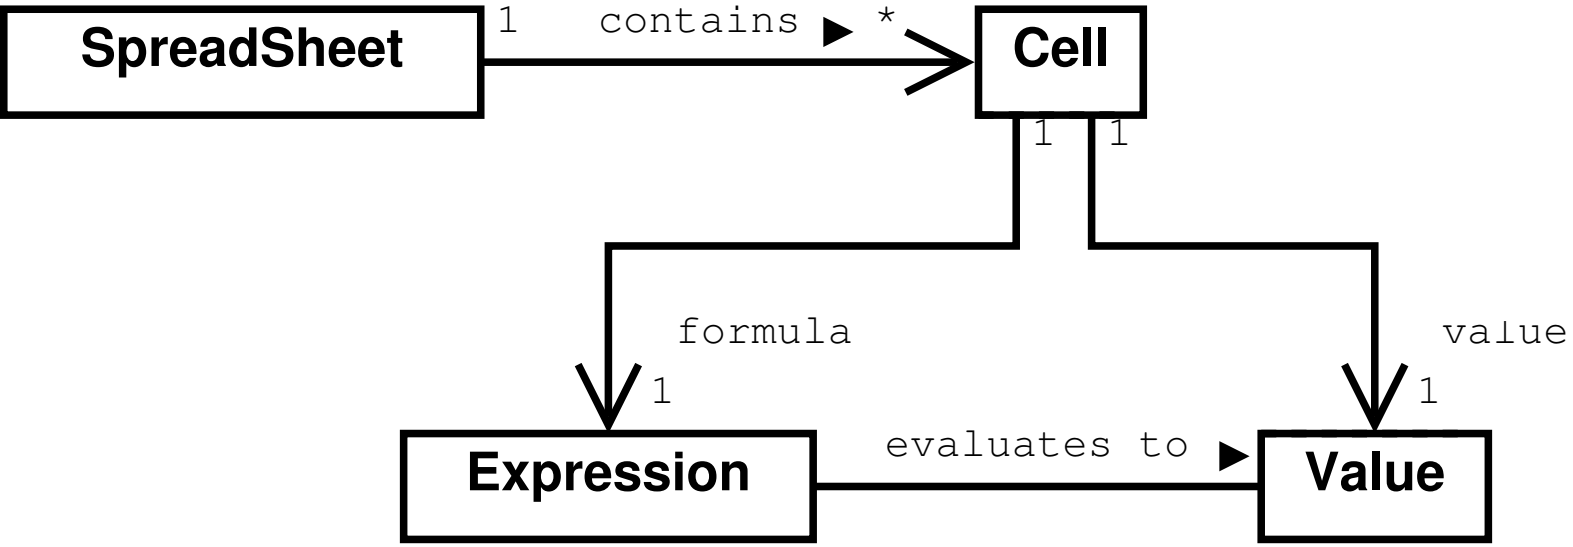 1 contains ▶ *
SpreadSheet
Cell
1 1
formula
value
1
1
evaluates to ▶
Expression
Value